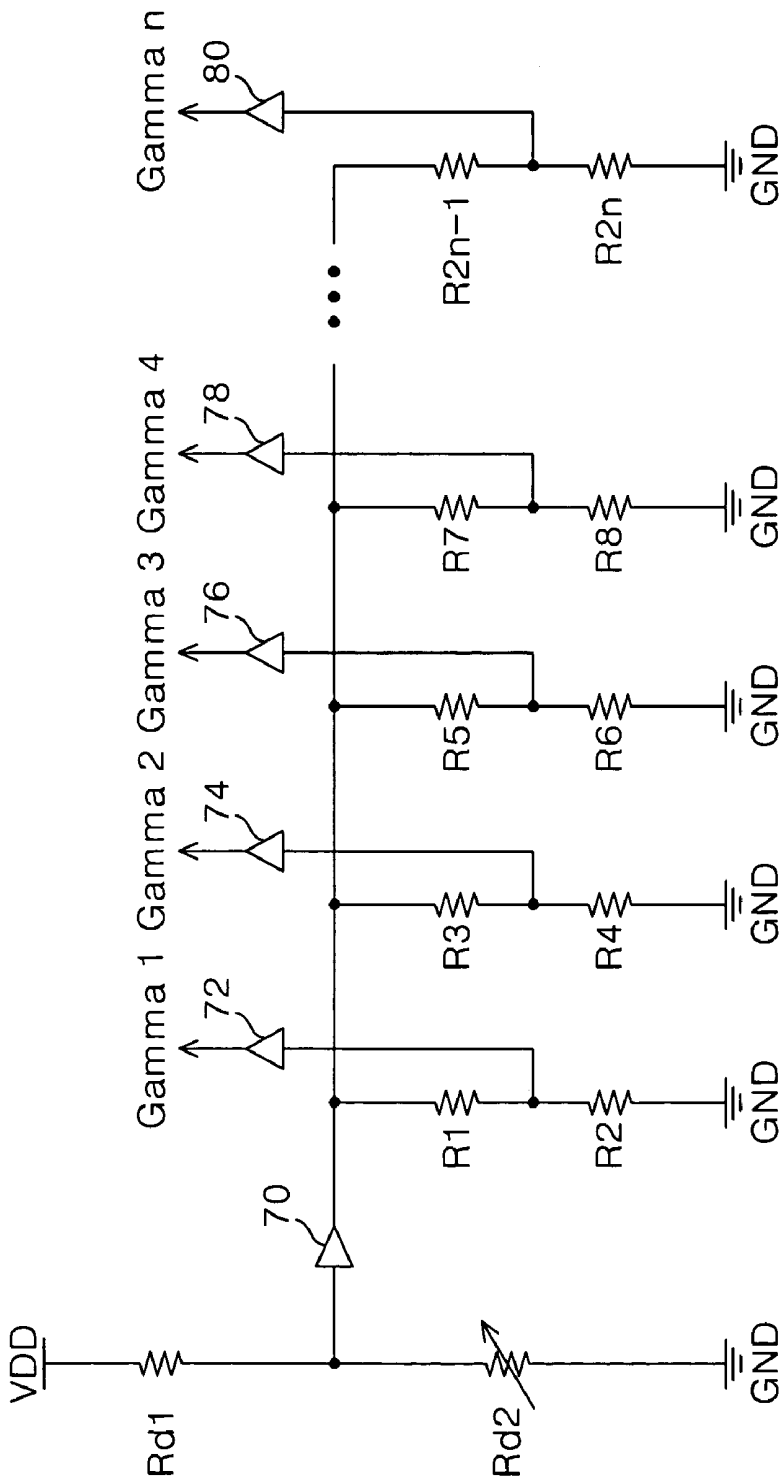 VDD
Rd1
Rd2
GND
70
Gamma 1
72
R1
R2
GND
Gamma 2
74
R3
R4
GND
Gamma 3
76
R5
R6
GND
Gamma 4
78
R7
R8
GND
Gamma n
80
R2n-1
R2n
GND